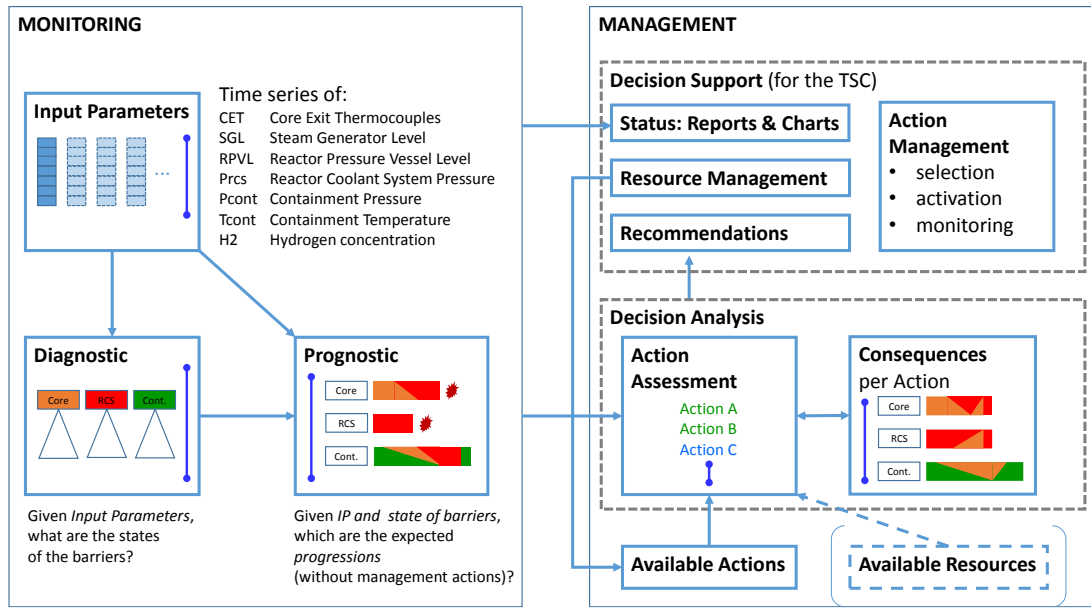 MONITORING
Input Parameters
...
Time series of:
CET Core Exit Thermocouples
SGL Steam Generator Level
RPVL Reactor Pressure Vessel Level
Prcs Reactor Coolant System Pressure
Pcont Containment Pressure
Tcont Containment Temperature
H2 Hydrogen concentration
Diagnostic
Core RCS Cont.
Given Input Parameters,
what are the states
of the barriers?
Prognostic
Core
RCS
Cont.
Given IP and state of barriers,
which are the expected
progressions
(without management actions)?
MANAGEMENT
Decision Support (for the TSC)
Status: Reports & Charts
Resource Management
Recommendations
Action
Management
• selection
• activation
• monitoring
Decision Analysis
Action
Assessment
Action A
Action B
Action C
Consequences
per Action
Core
RCS
Cont.
Available Actions
Available Resources